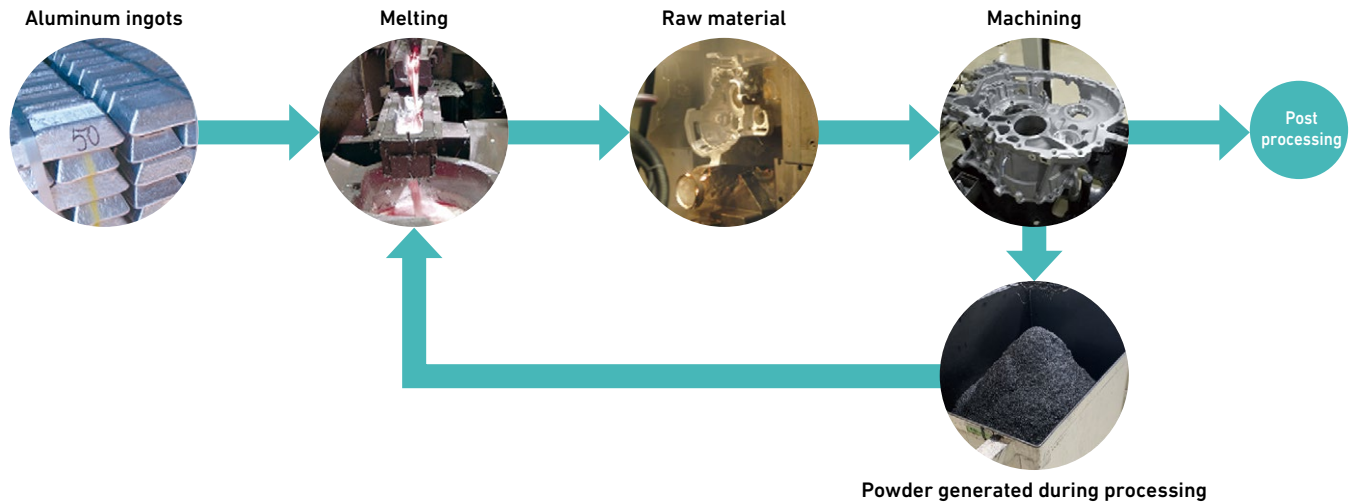 Aluminum ingots
Melting
Raw material
Machining
50
Post
processing
Powder generated during processing